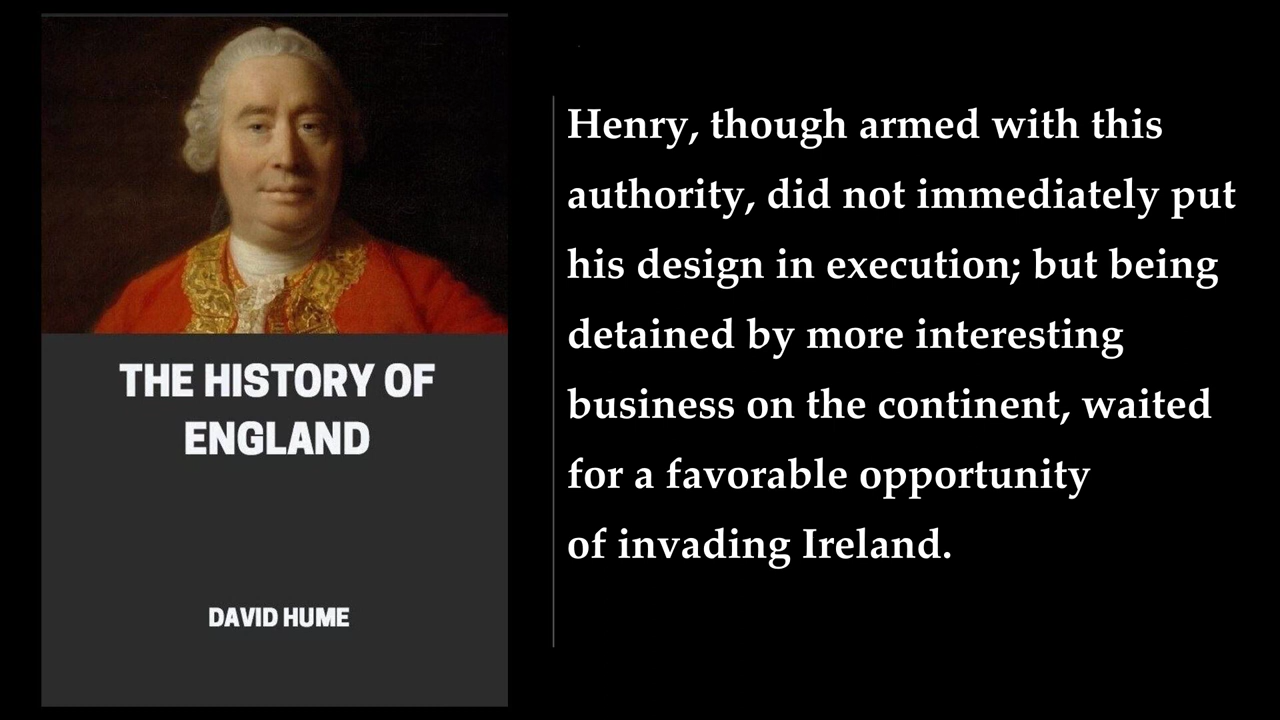 THE HISTORY OF
ENGLAND
DAVID HUME
Henry, though armed with this
authority, did not immediately put
his design in execution; but being
detained by more interesting
business on the continent, waited
for a favorable opportunity
of invading Ireland.